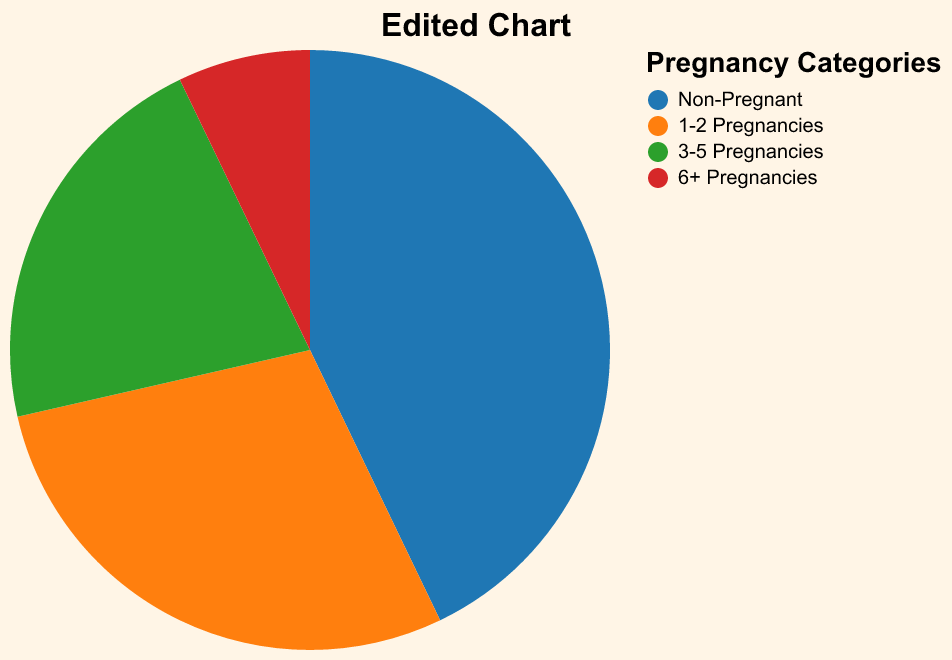 Edited Chart
Pregnancy Categories
Non-Pregnant
1-2 Pregnancies
3-5 Pregnancies
6+ Pregnancies